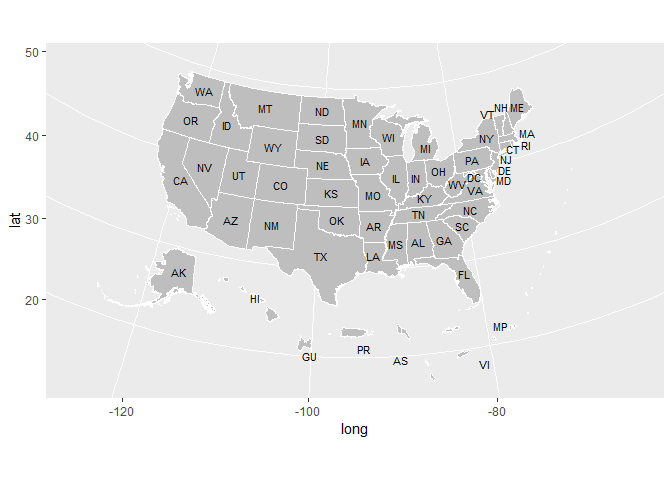 50
40
30
20
lat
WA
MT
ND
MN
VT
NH
ME
OR
ID
SD
WI
MI
NY
MA
RI
CT
WY
NV
UT
CO
NE
IA
IL
IN
OH
PA
NJ
DE
DC
MD
CA
KS
MO
KY
WV
VA
AZ
NM
OK
AR
TN
NC
SC
TX
LA
MS
AL
GA
FL
AK
HI
GU
PR
AS
MP
VI
-120
-100
-80
long